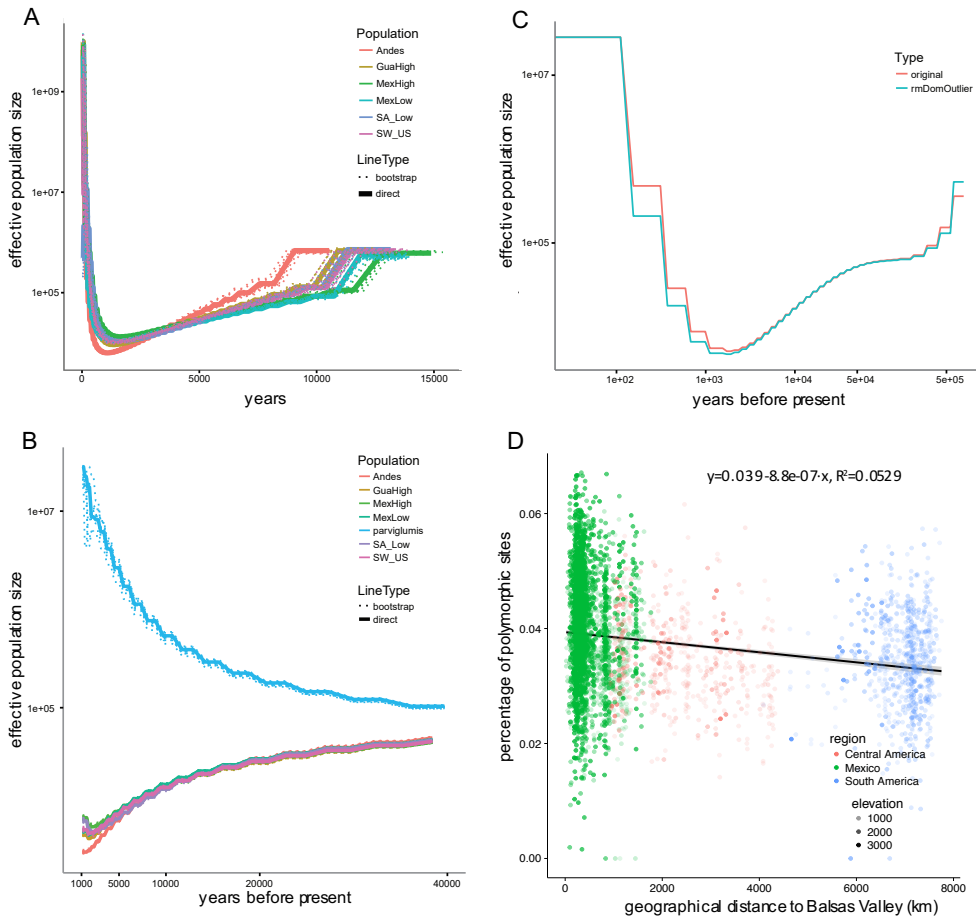 A
effective population size
1e+09
1e+07
1e+05
0
5000
10000
15000
years
Population
Andes
GuaHigh
MexHigh
MexLow
SA_Low
SW_US
LineType
bootstrap
direct
C
effective population size
1e+07
1e+05
1e+02
1e+03
1e+04
5e+04
5e+05
years before present
Type
original
rmDomOutlier
B
effective population size
1e+07
1e+05
1000
5000
10000
20000
40000
years before present
Population
Andes
GuaHigh
MexHigh
MexLow
parviglumis
SA_Low
SW_US
LineType
bootstrap
direct
D
y=0.039-8.8e-07·x, R²=0.0529
percentage of polymorphic sites
0.06
0.04
0.02
0.00
0
2000
4000
6000
8000
geographical distance to Balsas Valley (km)
region
Central America
Mexico
South America
elevation
1000
2000
3000